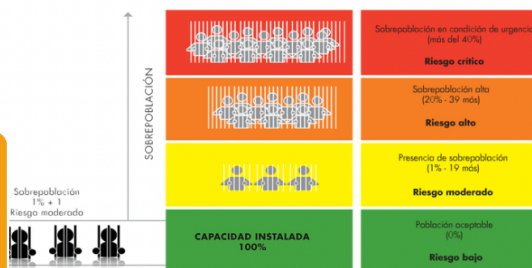 Sobrepoblación en condición de urgencia
(más del 40%)
Riesgo crítico
Sobrepoblación alta
(20% - 39 más)
Riesgo alto
SOBREPOBLACIÓN
Presencia de sobrepoblación
(1% - 19 más)
Riesgo moderado
Sobrepoblación
1% + 1
Riesgo moderado
CAPACIDAD INSTALADA
100%
Población aceptable
(0%)
Riesgo bajo